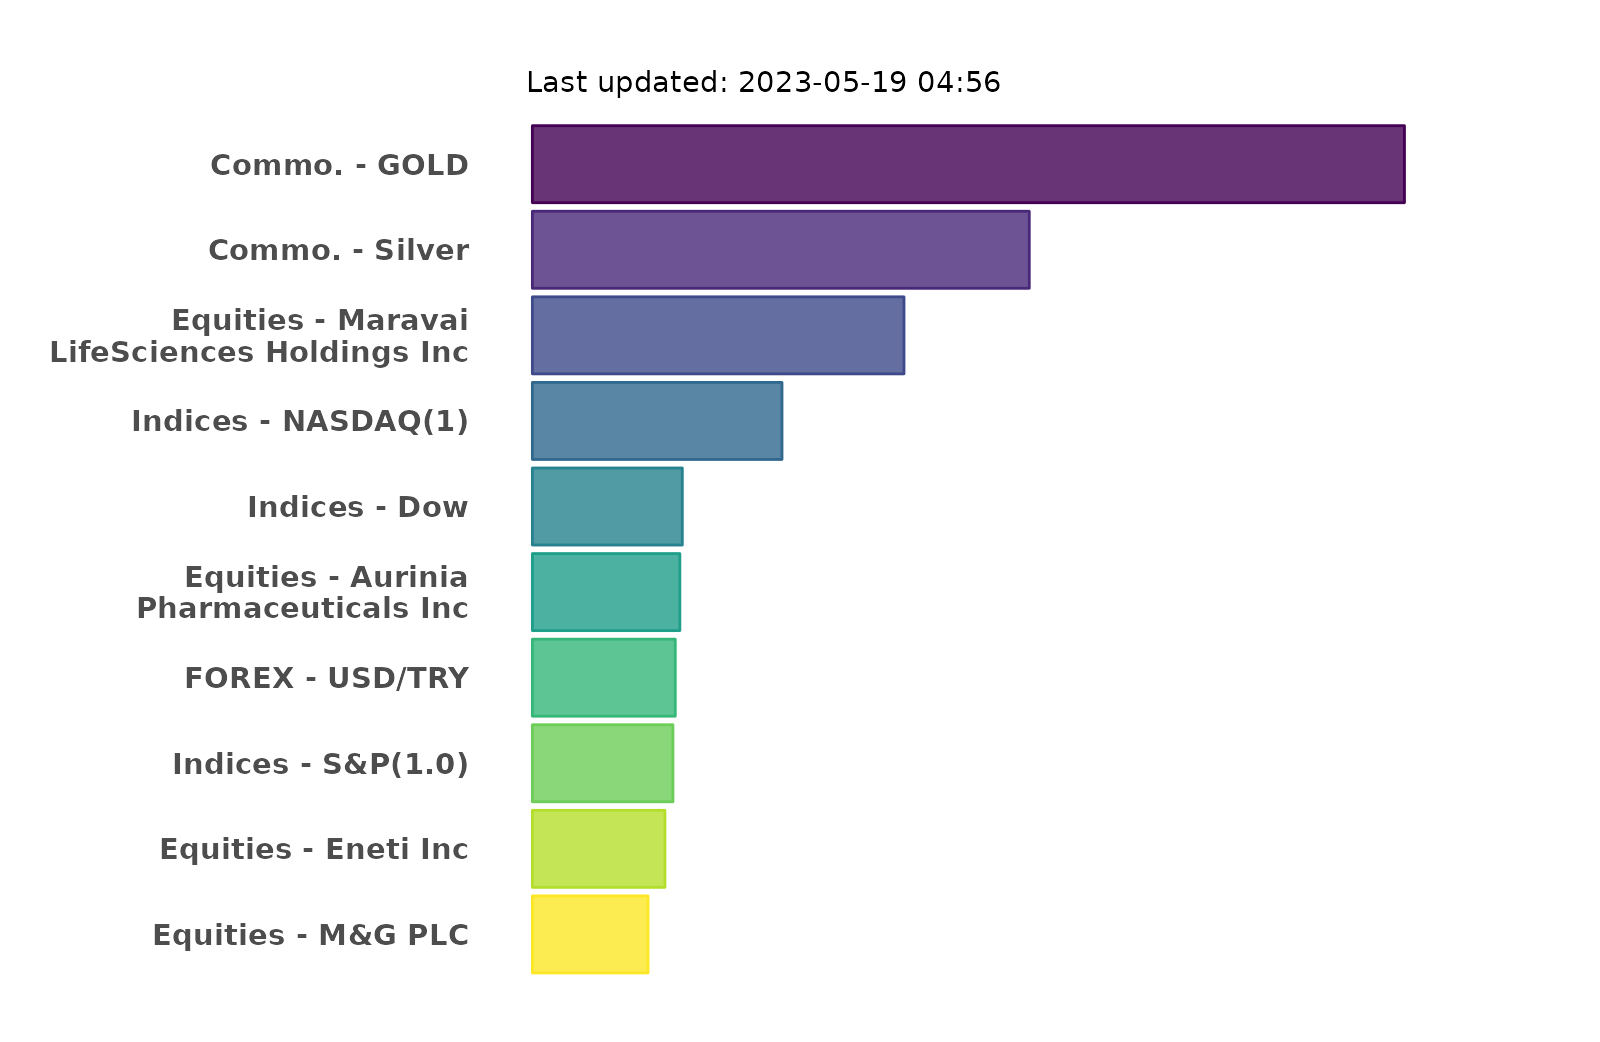 Last updated: 2023-05-19 04:56
Commo. - GOLD
Commo. - Silver
Equities - Maravai
LifeSciences Holdings Inc
Indices - NASDAQ(1)
Indices - Dow
Equities - Aurinia
Pharmaceuticals Inc
FOREX - USD/TRY
Indices - S&P(1.0)
Equities - Eneti Inc
Equities - M&G PLC